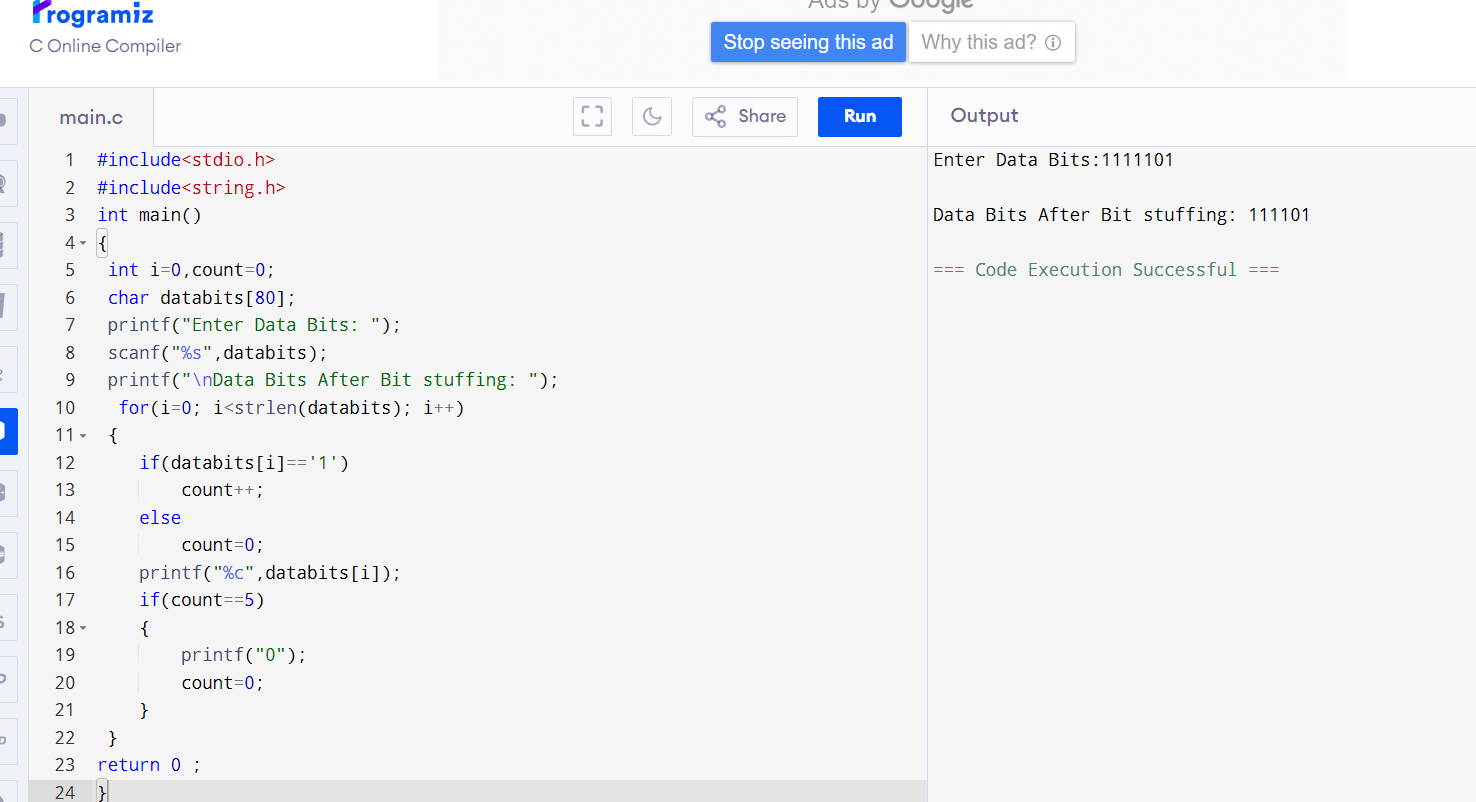 Programiz
C Online Compiler
Ads by Google
Stop seeing this ad
Why this ad?
main.c
Share
Run
Output
1 #include<stdio.h>
2 #include<string.h>
3 int main()
4 {
5 int i=0,count=0;
6 char databits[80];
7 printf("Enter Data Bits: ");
8 scanf("%s",databits);
9 printf("\nData Bits After Bit stuffing: ");
10 for(i=0; i<strlen(databits); i++)
11 {
12 if(databits[i]=='1')
13 count++;
14 else
15 count=0;
16 printf("%c",databits[i]);
17 if(count==5)
18 {
19 printf("0");
20 count=0;
21 }
22 }
23 return 0 ;
24 }
Enter Data Bits:1111101
Data Bits After Bit stuffing: 111101
=== Code Execution Successful ===